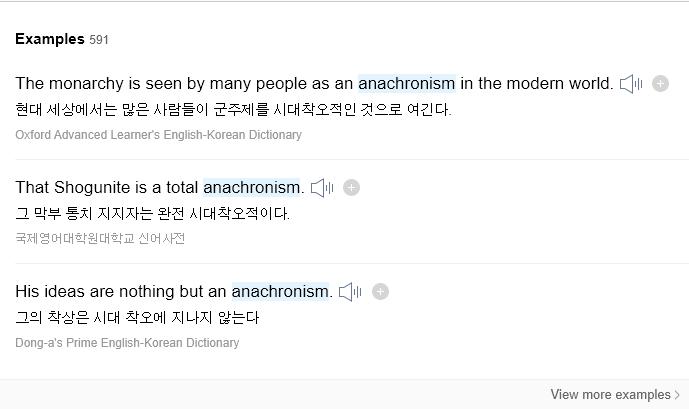 Examples 591
The monarchy is seen by many people as an anachronism in the modern world.
현대 세상에서는 많은 사람들이 군주제를 시대착오적인 것으로 여긴다.
Oxford Advanced Learner's English-Korean Dictionary
That Shogunite is a total anachronism.
그 막부 통치 지지자는 완전 시대착오적이다.
국제영어대학원대학교 신어사전
His ideas are nothing but an anachronism.
그의 착상은 시대 착오에 지나지 않는다
Dong-a's Prime English-Korean Dictionary
View more examples